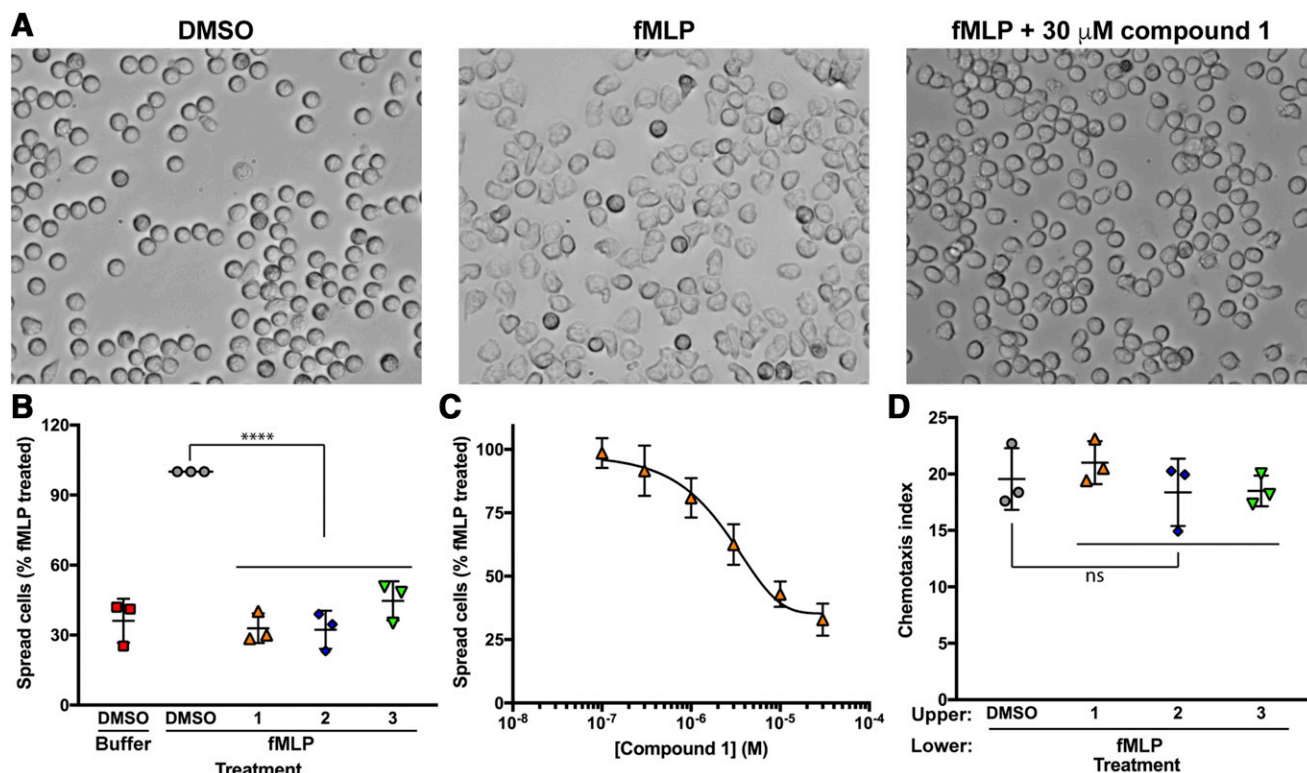 A
DMSO
fMLP
fMLP + 30 μM compound 1
B
Spread cells (% fMLP treated)
120
90
60
30
0
****
DMSO DMSO 1 2 3
Buffer fMLP
Treatment
C
Spread cells (% fMLP treated)
100
75
50
25
0
10-8 10-7 10-6 10-5 10-4
[Compound 1] (M)
D
Chemotaxis index
25
20
15
10
5
0
ns
Upper: DMSO 1 2 3
Lower: fMLP
Treatment